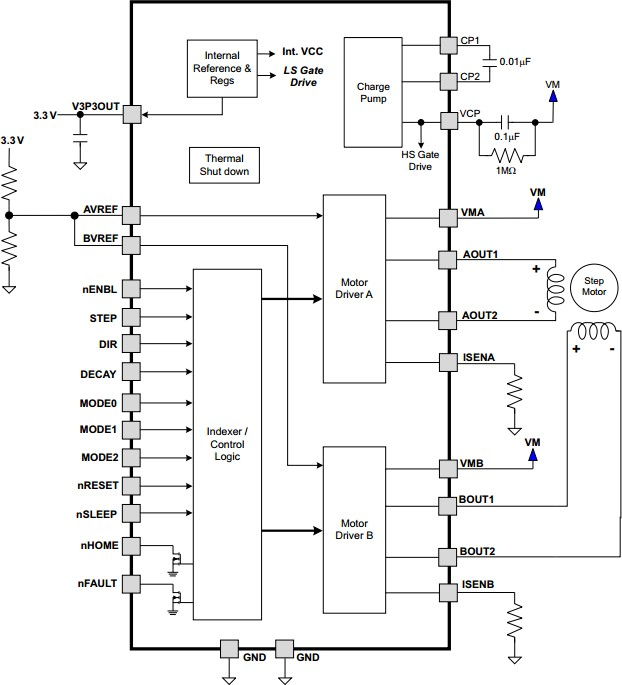 CP1
0.01µF
CP2
VM
VCP
0.1µF
1MΩ
HS Gate
Drive
Charge
Pump
Internal
Reference &
Regs
Int. VCC
LS Gate
Drive
V3P3OUT
3.3 V
3.3 V
Thermal
Shut down
AVREF
BVREF
nENBL
STEP
DIR
DECAY
MODE0
MODE1
MODE2
nRESET
nSLEEP
nHOME
nFAULT
Indexer /
Control
Logic
Motor
Driver A
VM
VMA
AOUT1
+
Step
Motor
-
AOUT2
+ -
ISENA
VM
VMB
Motor
Driver B
BOUT1
BOUT2
ISENB
GND
GND